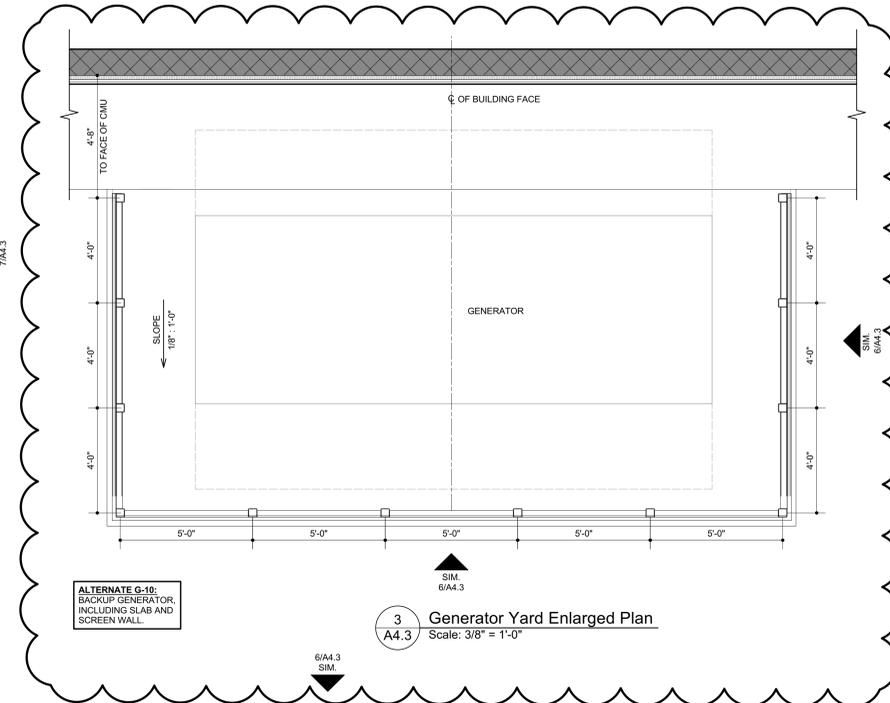 ℄ OF BUILDING FACE
4'-8"
TO FACE OF CMU
7/A4.3
4'-0"
4'-0"
4'-0"
SLOPE
1/8" : 1'-0"
GENERATOR
4'-0"
4'-0"
4'-0"
SIM.
6/A4.3
5'-0"
5'-0"
5'-0"
5'-0"
5'-0"
SIM.
6/A4.3
ALTERNATE G-10:
BACKUP GENERATOR,
INCLUDING SLAB AND
SCREEN WALL.
3
A4.3
Generator Yard Enlarged Plan
Scale: 3/8" = 1'-0"
6/A4.3
SIM.